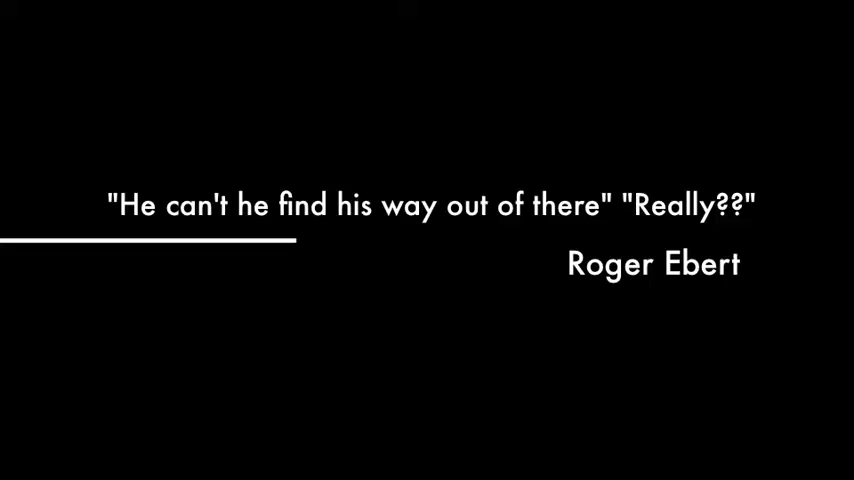 "He can't he find his way out of there" "Really??"
Roger Ebert